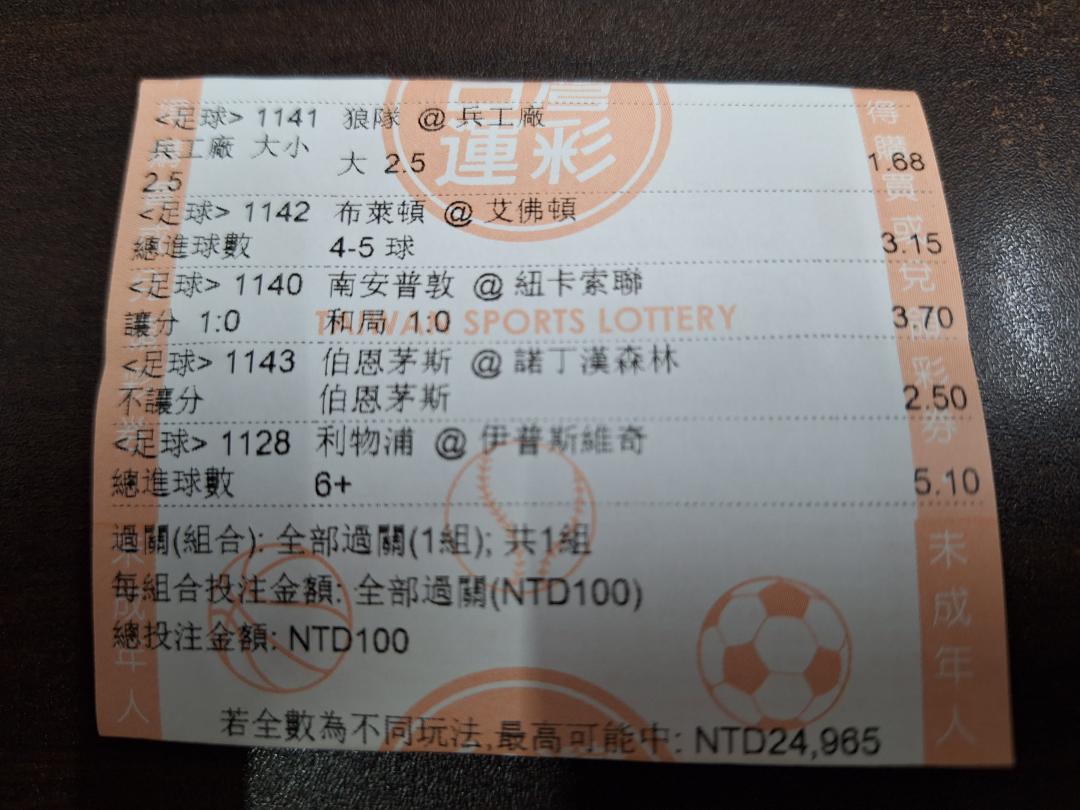 <足球> 1141 狼隊 @ 兵工廠
兵工廠 大小 2.5 大 2.5 1.68
<足球> 1142 布萊頓 @ 艾佛頓
總進球數 4-5 球 3.15
<足球> 1140 南安普敦 @ 紐卡索聯
讓分 1:0 和局 1:0 3.70
TAIWAN SPORTS LOTTERY
<足球> 1143 伯恩茅斯 @ 諾丁漢森林
不讓分 伯恩茅斯 2.50
<足球> 1128 利物浦 @ 伊普斯維奇
總進球數 6+ 5.10
過關(組合): 全部過關(1組); 共1組
每組合投注金額: 全部過關(NTD100)
總投注金額: NTD100
若全數為不同玩法,最高可能中: NTD24,965
運彩
得購買或兌領彩券
未成年人